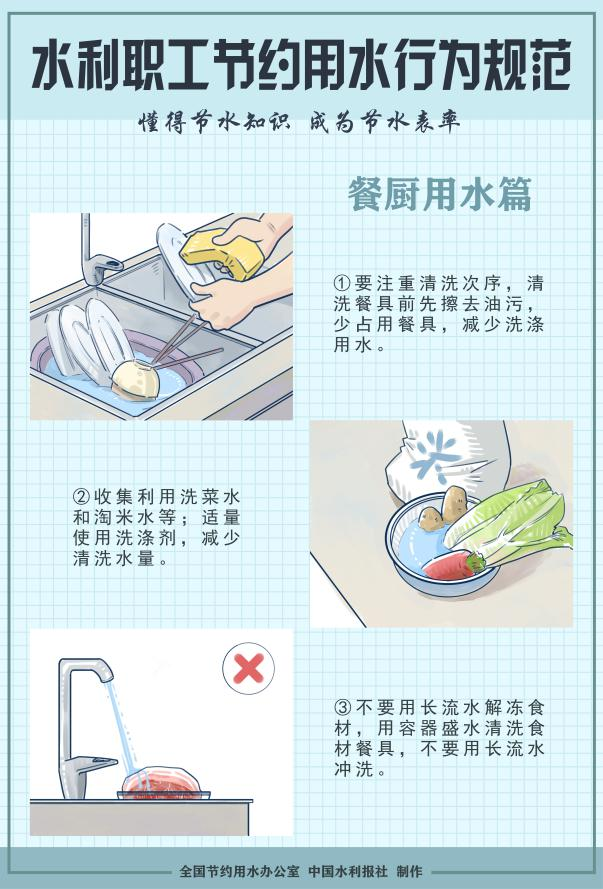 水利职工节约用水行为规范
懂得节水知识 成为节水表率
餐厨用水篇
①要注重清洗次序，清
洗餐具前先擦去油污，
少占用餐具，减少洗涤
用水。
②收集利用洗菜水
和淘米水等；适量
使用洗涤剂，减少
清洗水量。
③不要用长流水解冻食
材，用容器盛水清洗食
材餐具，不要用长流水
冲洗。
全国节约用水办公室 中国水利报社 制作